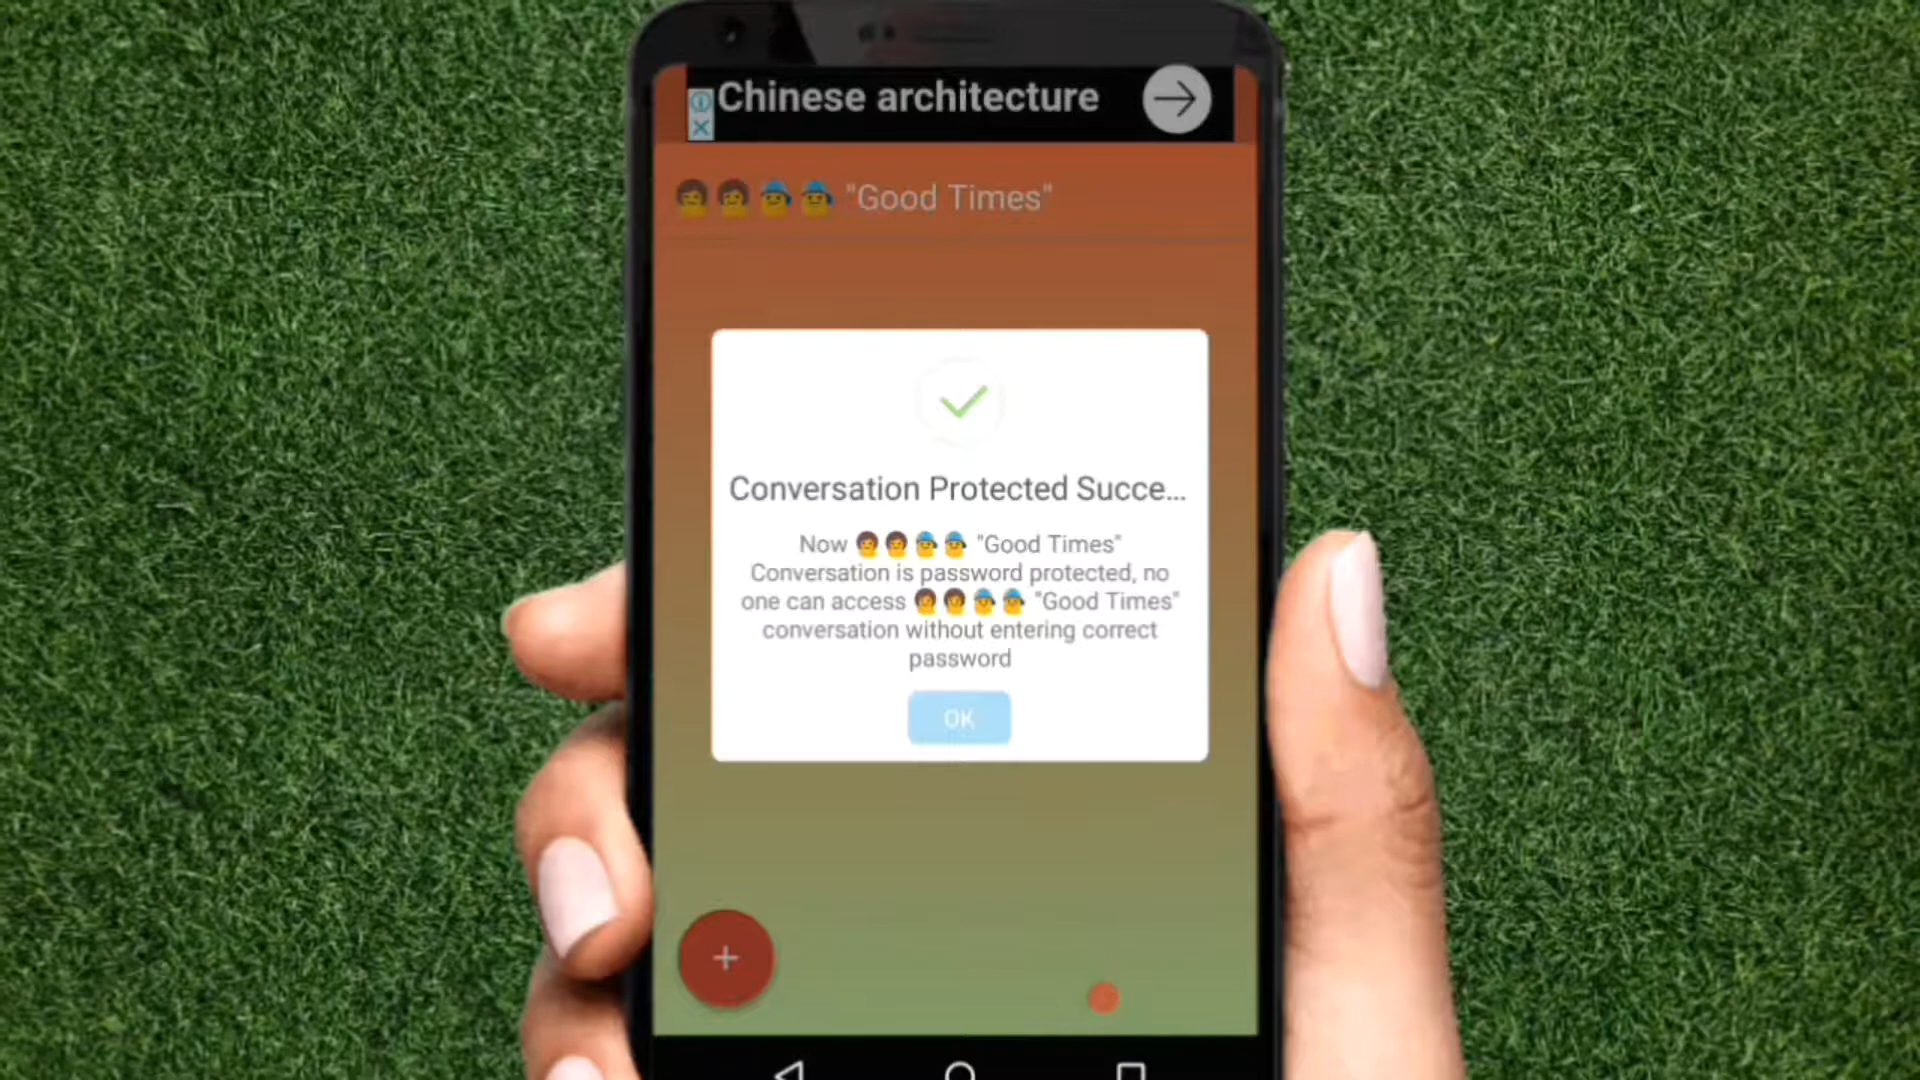 Chinese architecture
👩👩👦👦 "Good Times"
Conversation Protected Succe...
Now 👩👩👦👦 "Good Times"
Conversation is password protected, no
one can access 👩👩👦👦 "Good Times"
conversation without entering correct
password
OK
+